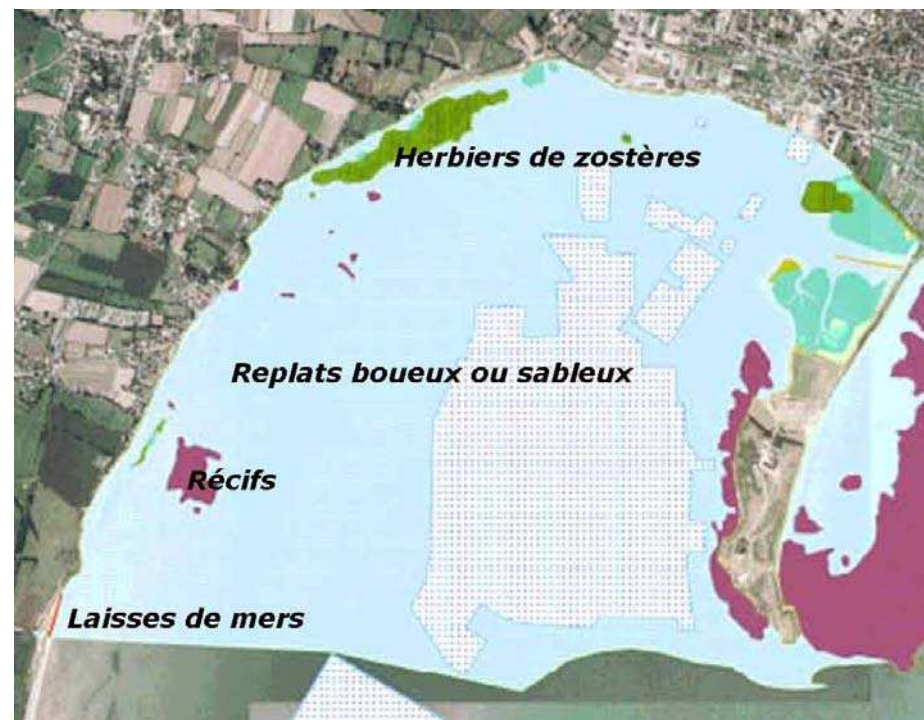 Herbiers de zostères
Replats boueux ou sableux
Récifs
Laisses de mers